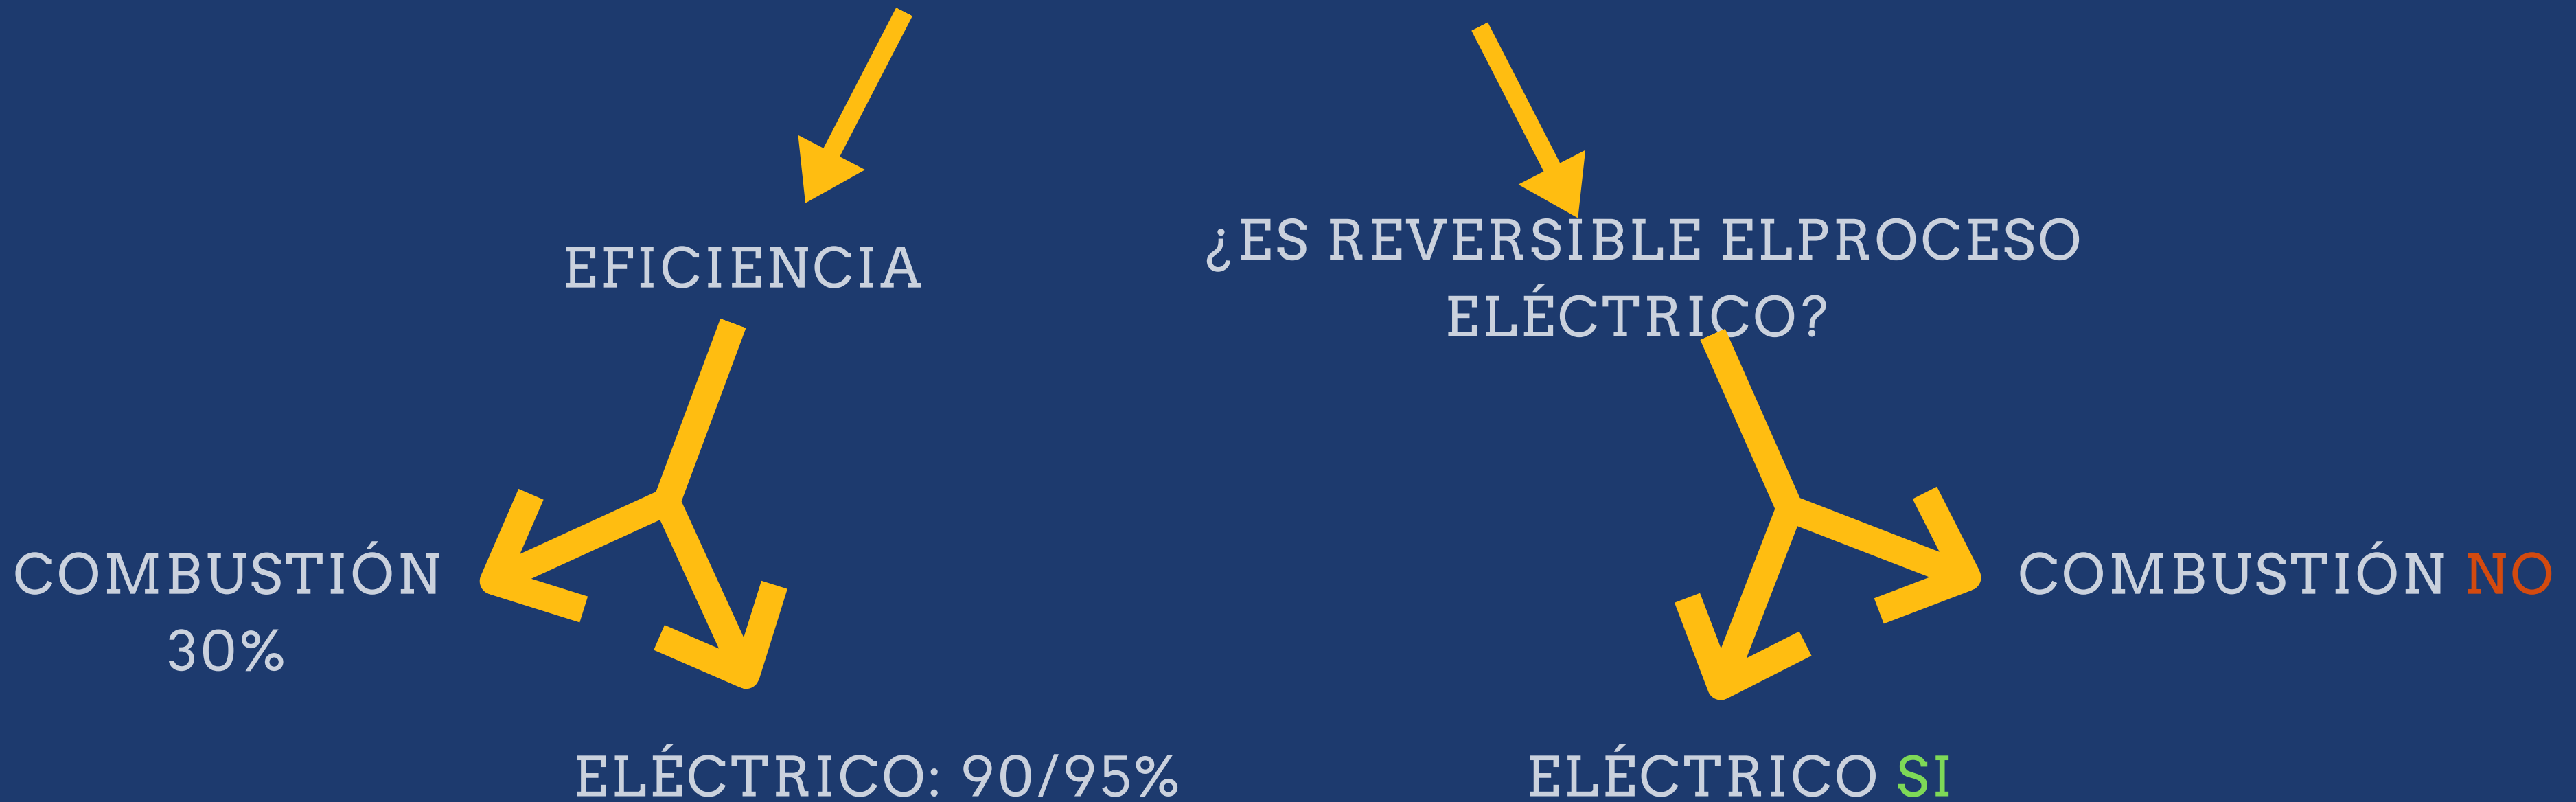 EFICIENCIA
¿ES REVERSIBLE ELPROCESO
ELÉCTRICO?
COMBUSTIÓN
30%
ELÉCTRICO: 90/95%
COMBUSTIÓN NO
ELÉCTRICO SI